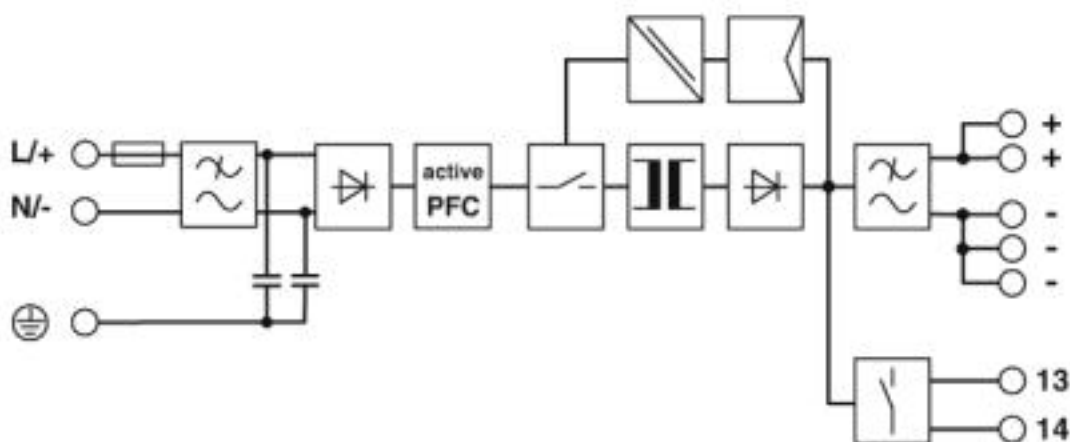 L/+
N/-
active
PFC
+
+
-
-
-
13
14